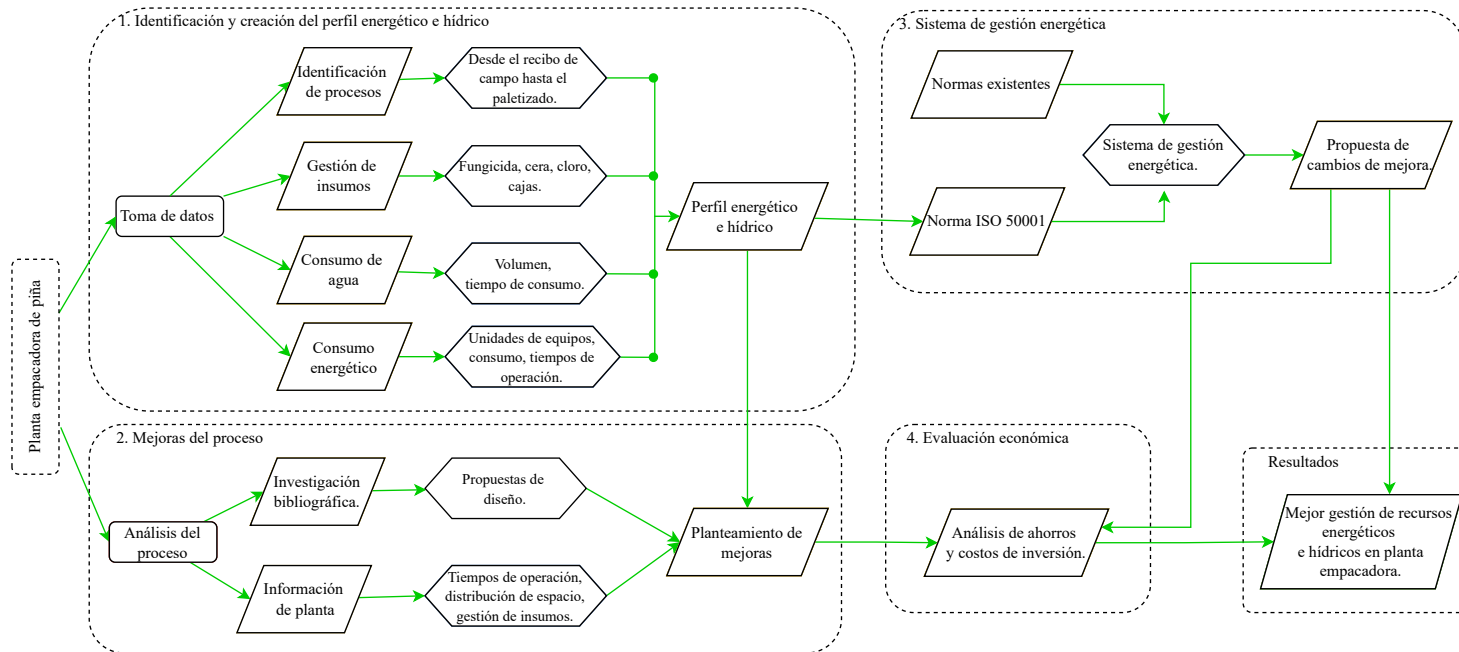 1. Identificación y creación del perfil energético e hídrico
Identificación
de procesos
Desde el recibo de
campo hasta el
paletizado.
Gestión de
insumos
Fungicida, cera, cloro,
cajas.
Toma de datos
Consumo de
agua
Volumen,
tiempo de consumo.
Consumo
energético
Unidades de equipos,
consumo, tiempos de
operación.
Perfil energético
e hídrico
Planta empacadora de piña
3. Sistema de gestión energética
Normas existentes
Sistema de gestión
energética.
Propuesta de
cambios de mejora.
Norma ISO 50001
2. Mejoras del proceso
Investigación
bibliográfica.
Propuestas de
diseño.
Análisis del
proceso
Información
de planta
Tiempos de operación,
distribución de espacio,
gestión de insumos.
Planteamiento de
mejoras
4. Evaluación económica
Análisis de ahorros
y costos de inversión.
Resultados
Mejor gestión de recursos
energéticos
e hídricos en planta
empacadora.